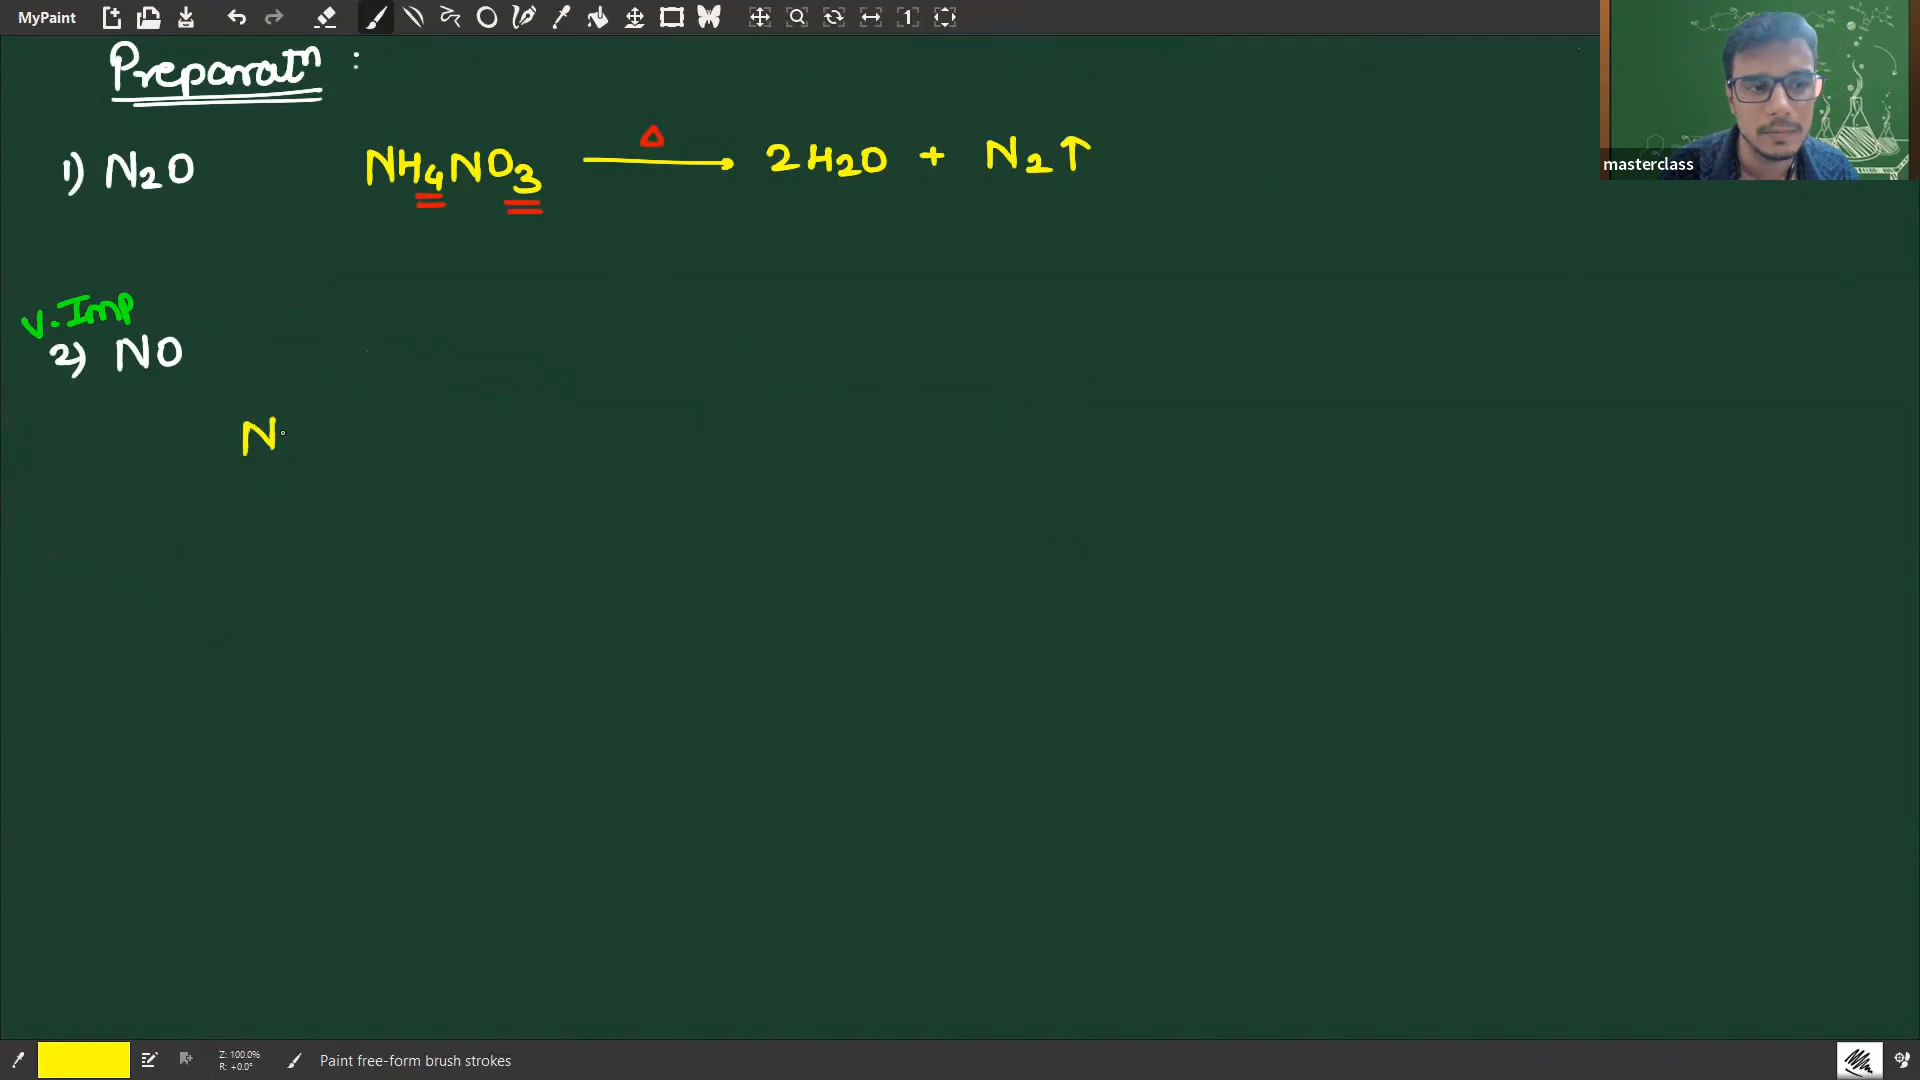 MyPaint
Preparatn :
1) N2O NH4NO3 Δ → 2H2O + N2↑
masterclass
V. Imp
2) NO
N
Z: 100.0%
R: +0.0°
Paint free-form brush strokes